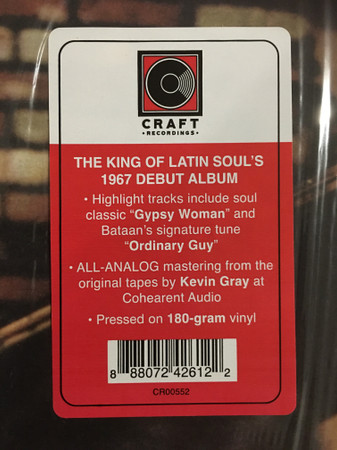 CRAFT
• RECORDINGS •
THE KING OF LATIN SOUL'S
1967 DEBUT ALBUM
• Highlight tracks include soul
classic “Gypsy Woman” and
Bataan's signature tune
“Ordinary Guy”
• ALL-ANALOG mastering from the
original tapes by Kevin Gray at
Cohearent Audio
• Pressed on 180-gram vinyl
8 88072 42612 2
CR00552